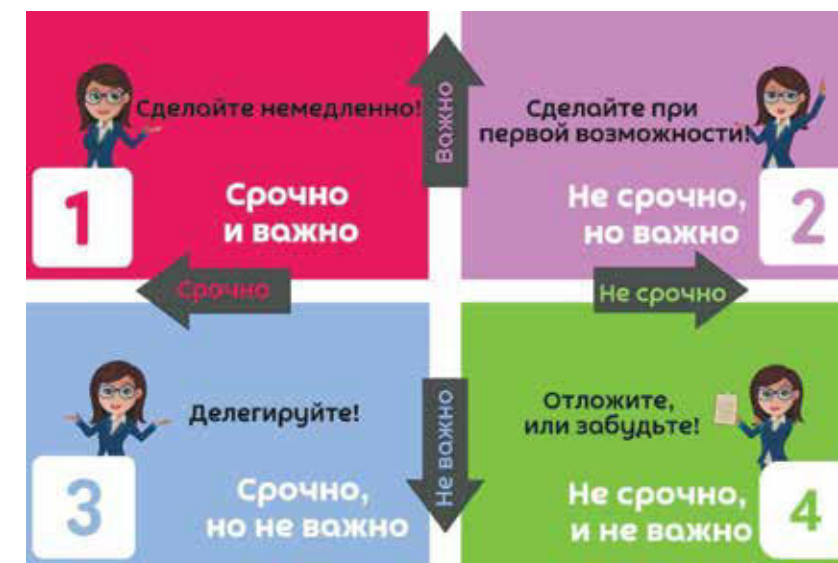 Сделайте немедленно!
1
Срочно
и важно
Важно
Сделайте при
первой возможности!
Не срочно,
но важно
2
Срочно
Не срочно
Делегируйте!
3
Срочно,
но не важно
Не важно
Отложите,
или забудьте!
Не срочно,
и не важно
4